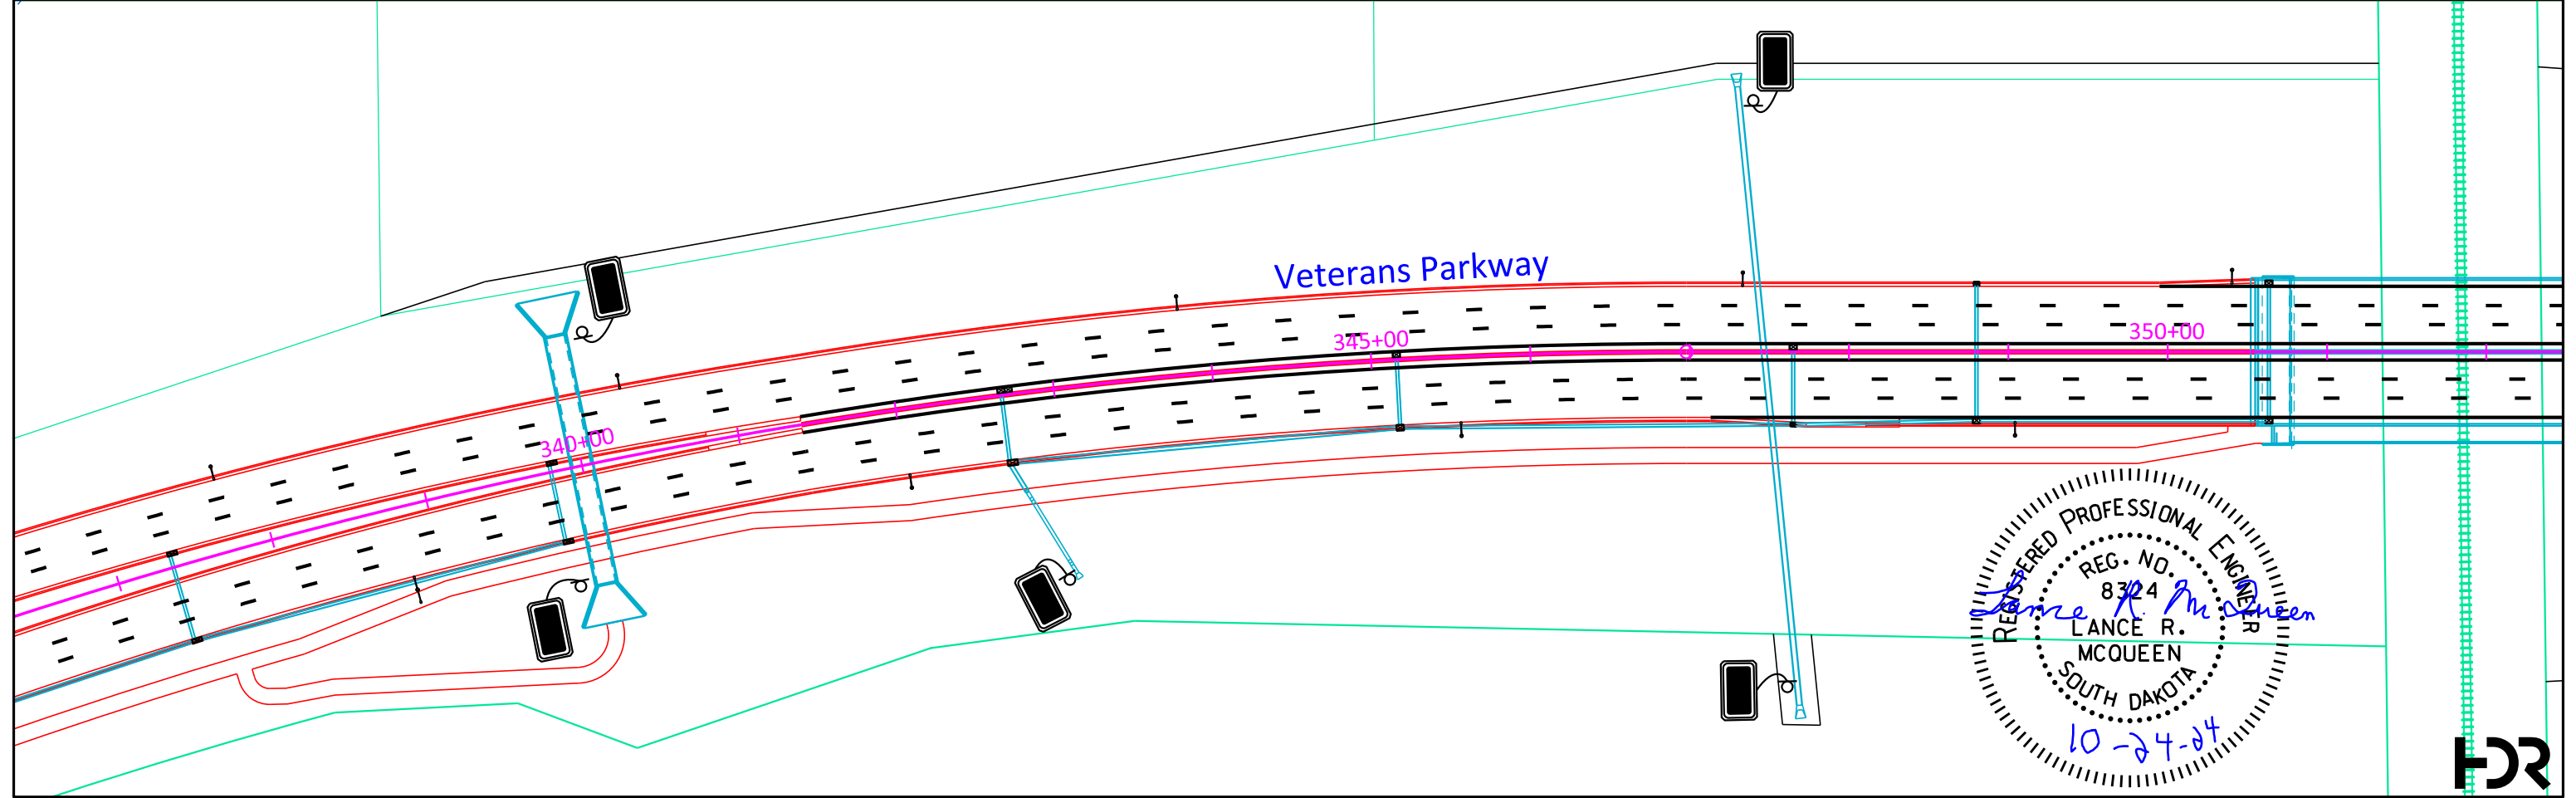 Veterans Parkway
345+00
350+00
340+00
REGISTERED PROFESSIONAL ENGINEER
REG. NO.
8324
LANCE R.
MCQUEEN
SOUTH DAKOTA
Lance R. McQueen
10-24-24
HDR